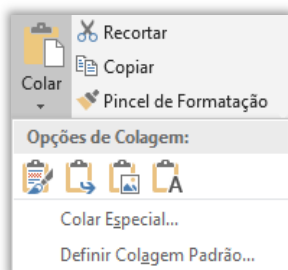 Recortar
Copiar
Colar
Pincel de Formatação
Opções de Colagem:
A
Colar Especial...
Definir Colagem Padrão...